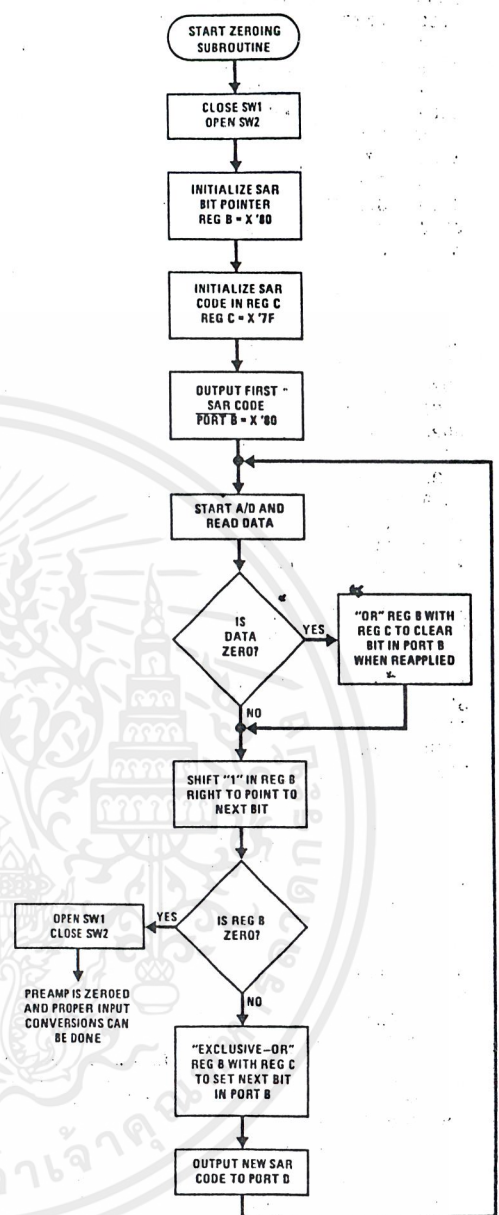 START ZEROING
SUBROUTINE
CLOSE SW1
OPEN SW2
INITIALIZE SAR
BIT POINTER
REG B = X '80
INITIALIZE SAR
CODE IN REG C
REG C = X '7F
OUTPUT FIRST
SAR CODE
PORT B = X '80
START A/D AND
READ DATA
IS
DATA
ZERO?
YES
"OR" REG B WITH
REG C TO CLEAR
BIT IN PORT B
WHEN REAPPLIED
NO
SHIFT "1" IN REG B
RIGHT TO POINT TO
NEXT BIT
IS REG B
ZERO?
YES
OPEN SW1
CLOSE SW2
PREAMP IS ZEROED
AND PROPER INPUT
CONVERSIONS CAN
BE DONE
NO
"EXCLUSIVE-OR"
REG B WITH REG C
TO SET NEXT BIT
IN PORT B
OUTPUT NEW SAR
CODE TO PORT B